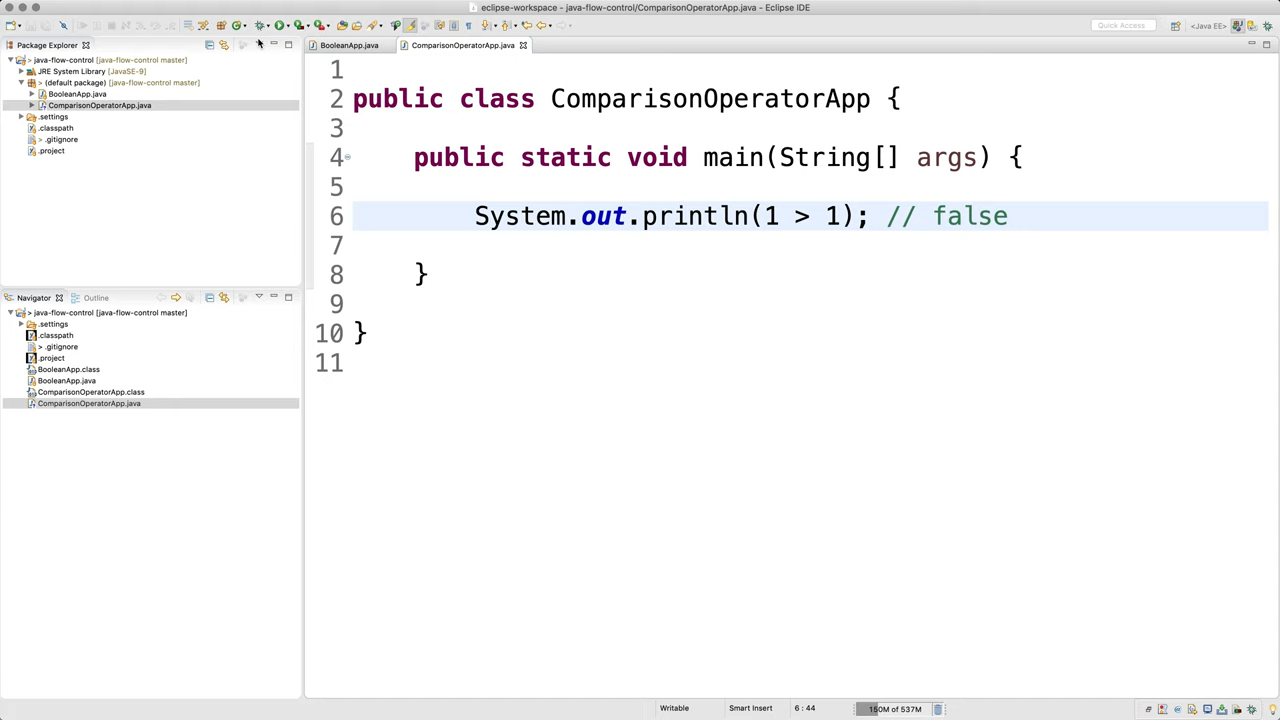 eclipse-workspace - java-flow-control/ComparisonOperatorApp.java - Eclipse IDE
Quick Access
<Java EE>
Package Explorer
> java-flow-control [java-flow-control master]
JRE System Library [JavaSE-9]
> (default package) [java-flow-control master]
BooleanApp.java
ComparisonOperatorApp.java
.settings
.classpath
> .gitignore
.project
Navigator
Outline
> java-flow-control [java-flow-control master]
.settings
.classpath
> .gitignore
.project
BooleanApp.class
BooleanApp.java
ComparisonOperatorApp.class
ComparisonOperatorApp.java
BooleanApp.java
ComparisonOperatorApp.java
1
2 public class ComparisonOperatorApp {
3
4 public static void main(String[] args) {
5
6 System.out.println(1 > 1); // false
7
8 }
9
10 }
11
Writable
Smart Insert
6 : 44
150M of 537M